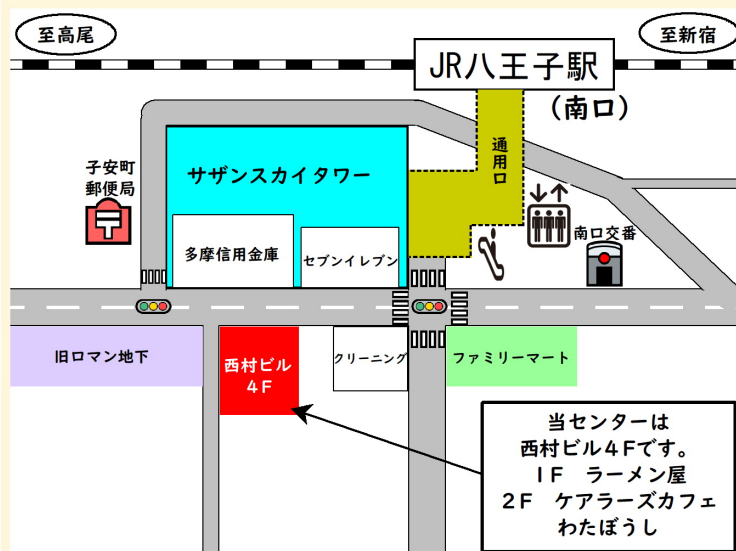 至高尾
至新宿
JR八王子駅
(南口)
通用口
子安町
郵便局
サザンスカイタワー
多摩信用金庫
セブンイレブン
南口交番
旧ロマン地下
西村ビル
4F
クリーニング
ファミリーマート
当センターは
西村ビル4Fです。
1F ラーメン屋
2F ケアラーズカフェ
わたぼうし